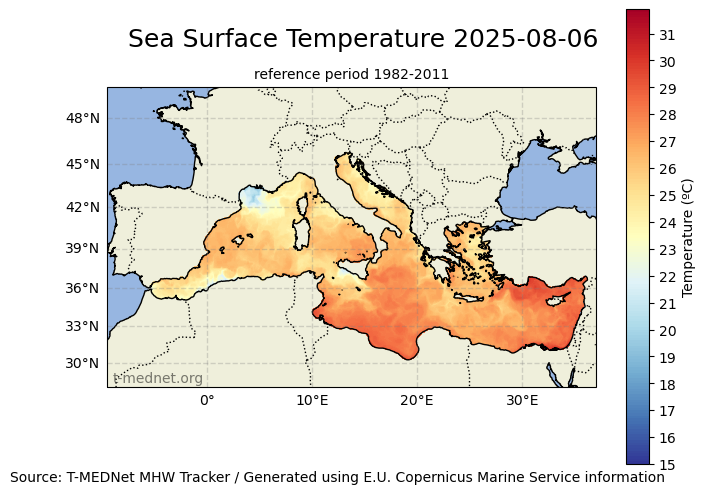 Sea Surface Temperature 2025-08-06
reference period 1982-2011
48°N
45°N
42°N
39°N
36°N
33°N
30°N
0°
10°E
20°E
30°E
t-mednet.org
31
30
29
28
27
26
25
24
23
22
21
20
19
18
17
16
15
Temperature (ºC)
Source: T-MEDNet MHW Tracker / Generated using E.U. Copernicus Marine Service information